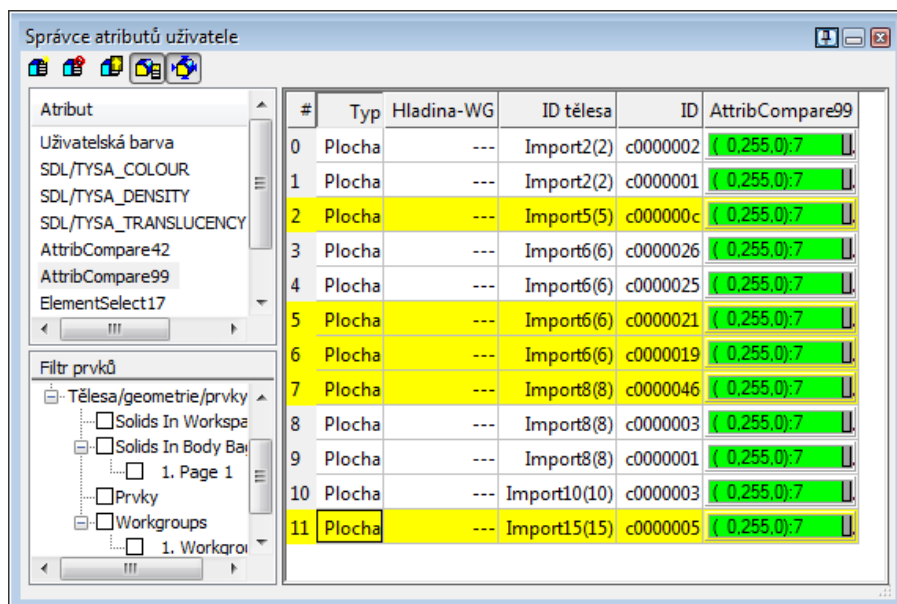 Správce atributů uživatele
Atribut
Uživatelská barva
SDL/TYSA_COLOUR
SDL/TYSA_DENSITY
SDL/TYSA_TRANSLUCENCY
AttribCompare42
AttribCompare99
ElementSelect17
Filtr prvků
Tělesa/geometrie/prvky
Solids In Workspa
Solids In Body Ba
1. Page 1
Prvky
Workgroups
1. Workgrou
# Typ Hladina-WG ID tělesa ID AttribCompare99
0 Plocha --- Import2(2) c0000002 ( 0,255,0):7
1 Plocha --- Import2(2) c0000001 ( 0,255,0):7
2 Plocha --- Import5(5) c000000c ( 0,255,0):7
3 Plocha --- Import6(6) c0000026 ( 0,255,0):7
4 Plocha --- Import6(6) c0000025 ( 0,255,0):7
5 Plocha --- Import6(6) c0000021 ( 0,255,0):7
6 Plocha --- Import6(6) c0000019 ( 0,255,0):7
7 Plocha --- Import8(8) c0000046 ( 0,255,0):7
8 Plocha --- Import8(8) c0000003 ( 0,255,0):7
9 Plocha --- Import8(8) c0000001 ( 0,255,0):7
10 Plocha --- Import10(10) c0000003 ( 0,255,0):7
11 Plocha --- Import15(15) c0000005 ( 0,255,0):7